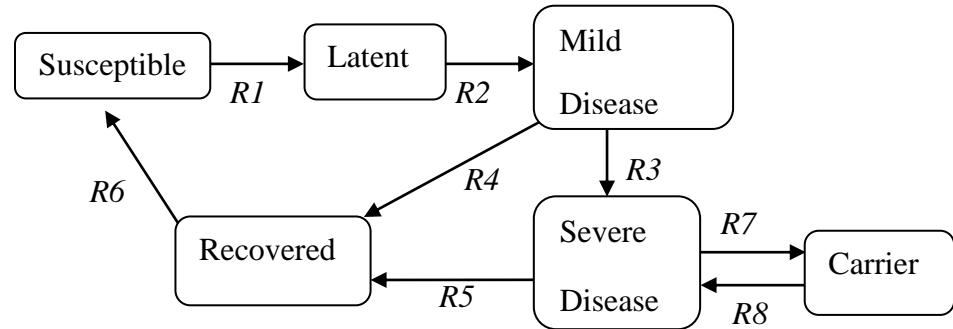 Susceptible
R1
Latent
R2
Mild
Disease
R3
R4
R6
Recovered
R5
Severe
Disease
R7
R8
Carrier